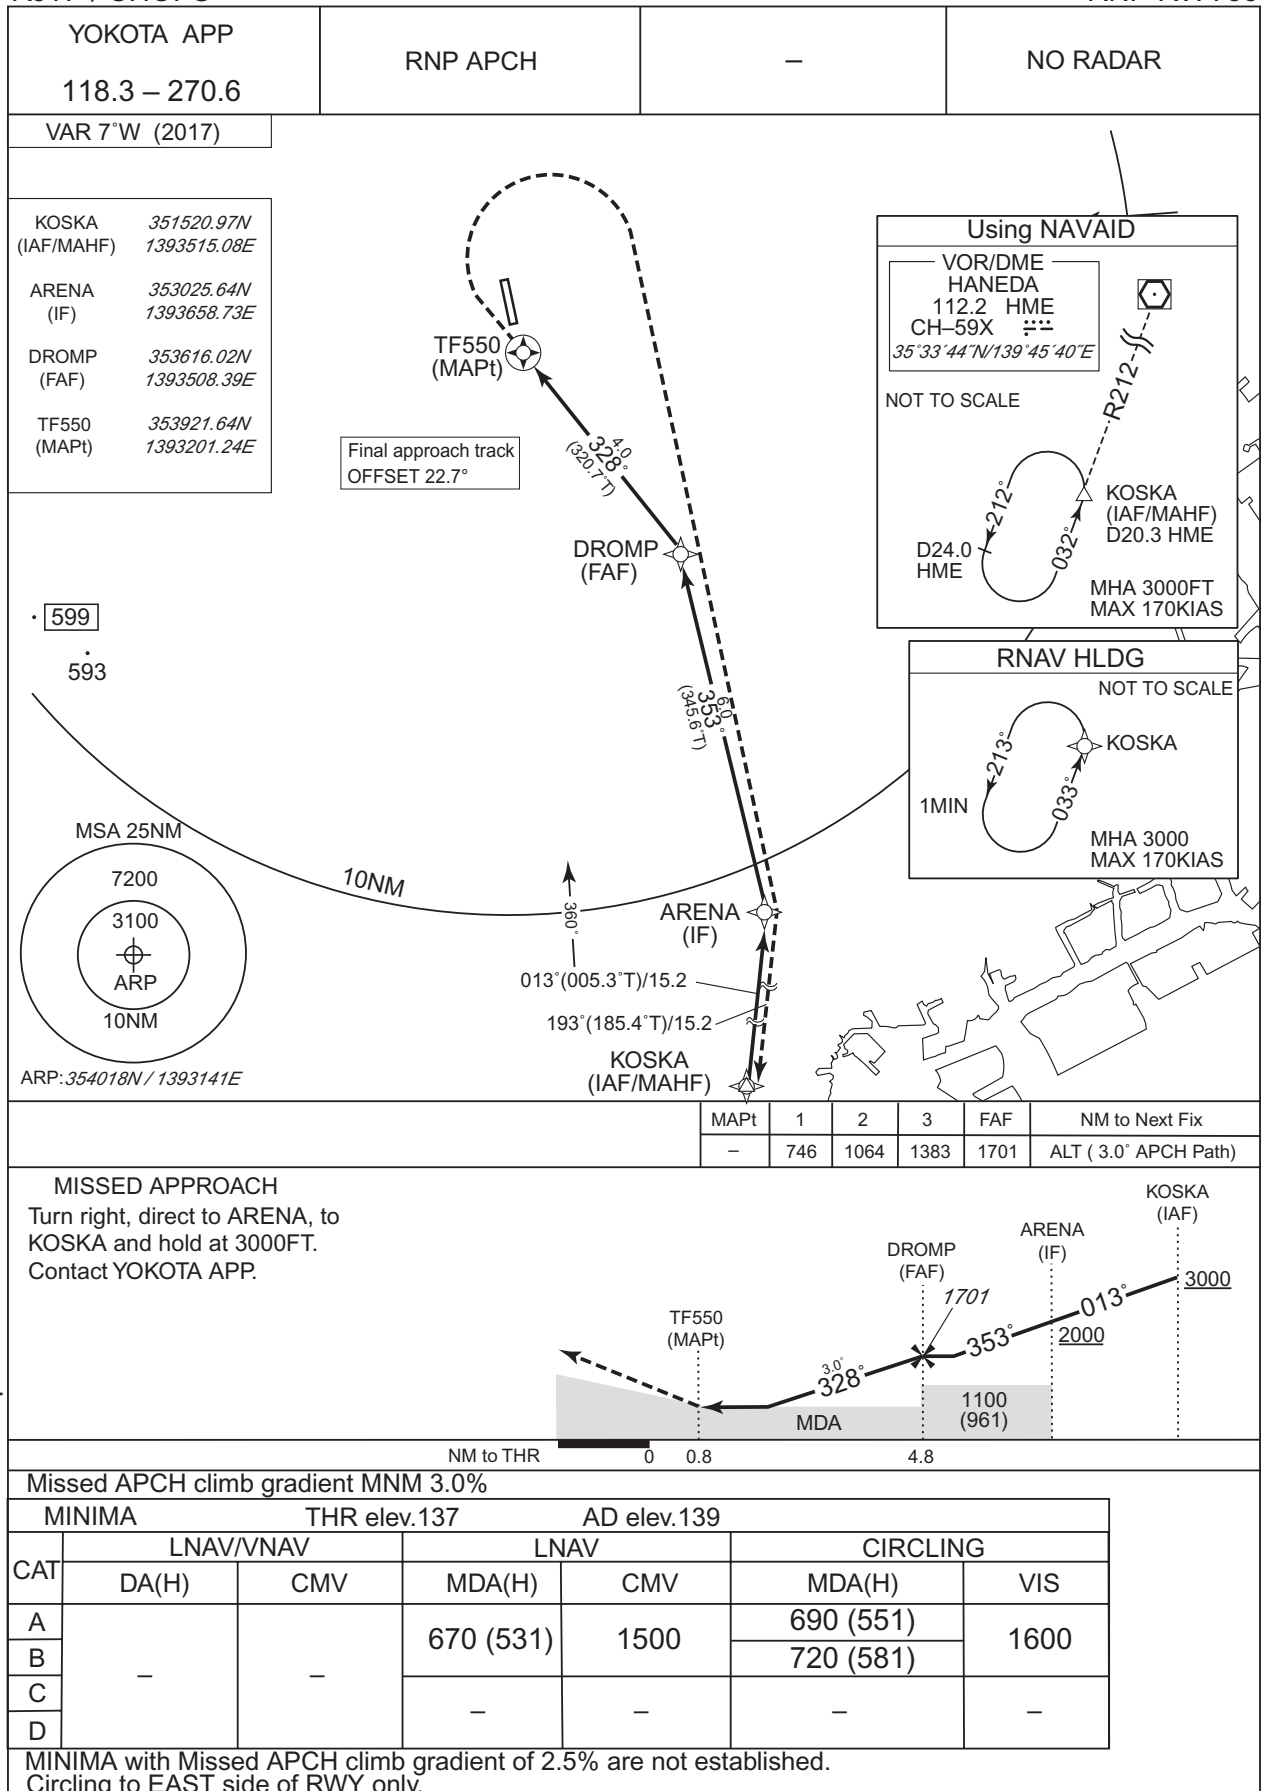 YOKOTA APP
118.3 – 270.6
RNP APCH
–
NO RADAR
VAR 7˚W (2017)
KOSKA 351520.97N
(IAF/MAHF) 1393515.08E
ARENA 353025.64N
(IF) 1393658.73E
DROMP 353616.02N
(FAF) 1393508.39E
TF550 353921.64N
(MAPt) 1393201.24E
TF550
(MAPt)
Final approach track
OFFSET 22.7°
4.0
328˚
(320.7˚T)
DROMP
(FAF)
599
593
6.0
353˚
(345.6˚T)
10NM
360˚
ARENA
(IF)
013˚(005.3˚T)/15.2
193˚(185.4˚T)/15.2
KOSKA
(IAF/MAHF)
MSA 25NM
7200
3100
ARP
10NM
ARP:354018N / 1393141E
Using NAVAID
VOR/DME
HANEDA
112.2 HME
CH–59X
35˚33´44˝N/139˚45´40˝E
NOT TO SCALE
R212
212˚
032˚
D24.0
HME
KOSKA
(IAF/MAHF)
D20.3 HME
MHA 3000FT
MAX 170KIAS
RNAV HLDG
NOT TO SCALE
213˚
033˚
KOSKA
1MIN
MHA 3000
MAX 170KIAS
MAPt 1 2 3 FAF NM to Next Fix
– 746 1064 1383 1701 ALT ( 3.0˚ APCH Path)
MISSED APPROACH
Turn right, direct to ARENA, to
KOSKA and hold at 3000FT.
Contact YOKOTA APP.
KOSKA
(IAF)
ARENA
(IF)
DROMP
(FAF)
1701
TF550
(MAPt)
3000
013˚
2000
353˚
3.0˚
328˚
MDA
1100
(961)
NM to THR 0 0.8 4.8
Missed APCH climb gradient MNM 3.0%
MINIMA THR elev.137 AD elev.139
CAT LNAV/VNAV LNAV CIRCLING
DA(H) CMV MDA(H) CMV MDA(H) VIS
A – – 670 (531) 1500 690 (551) 1600
B 720 (581)
C – – – –
D
MINIMA with Missed APCH climb gradient of 2.5% are not established.
Circling to EAST side of RWY only.